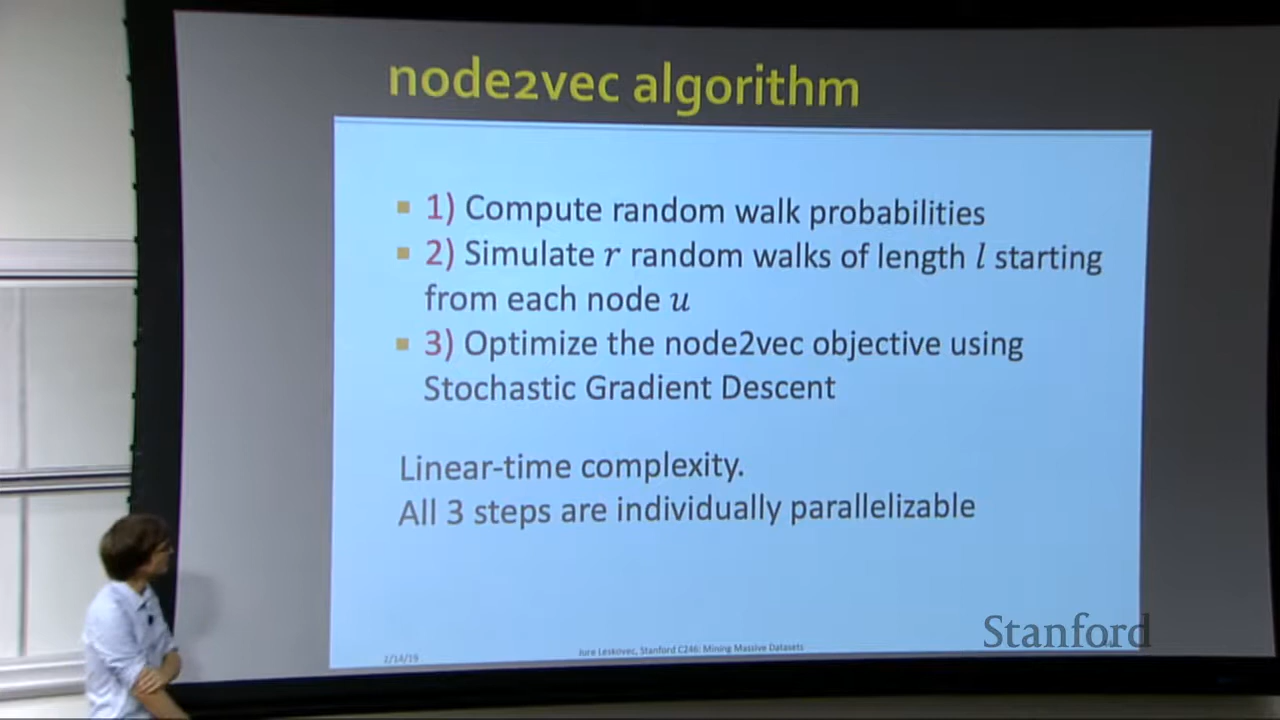 node2vec algorithm
1) Compute random walk probabilities
2) Simulate r random walks of length l starting
from each node u
3) Optimize the node2vec objective using
Stochastic Gradient Descent
Linear-time complexity.
All 3 steps are individually parallelizable
2/14/19
Jure Leskovec, Stanford C246: Mining Massive Datasets
Stanford